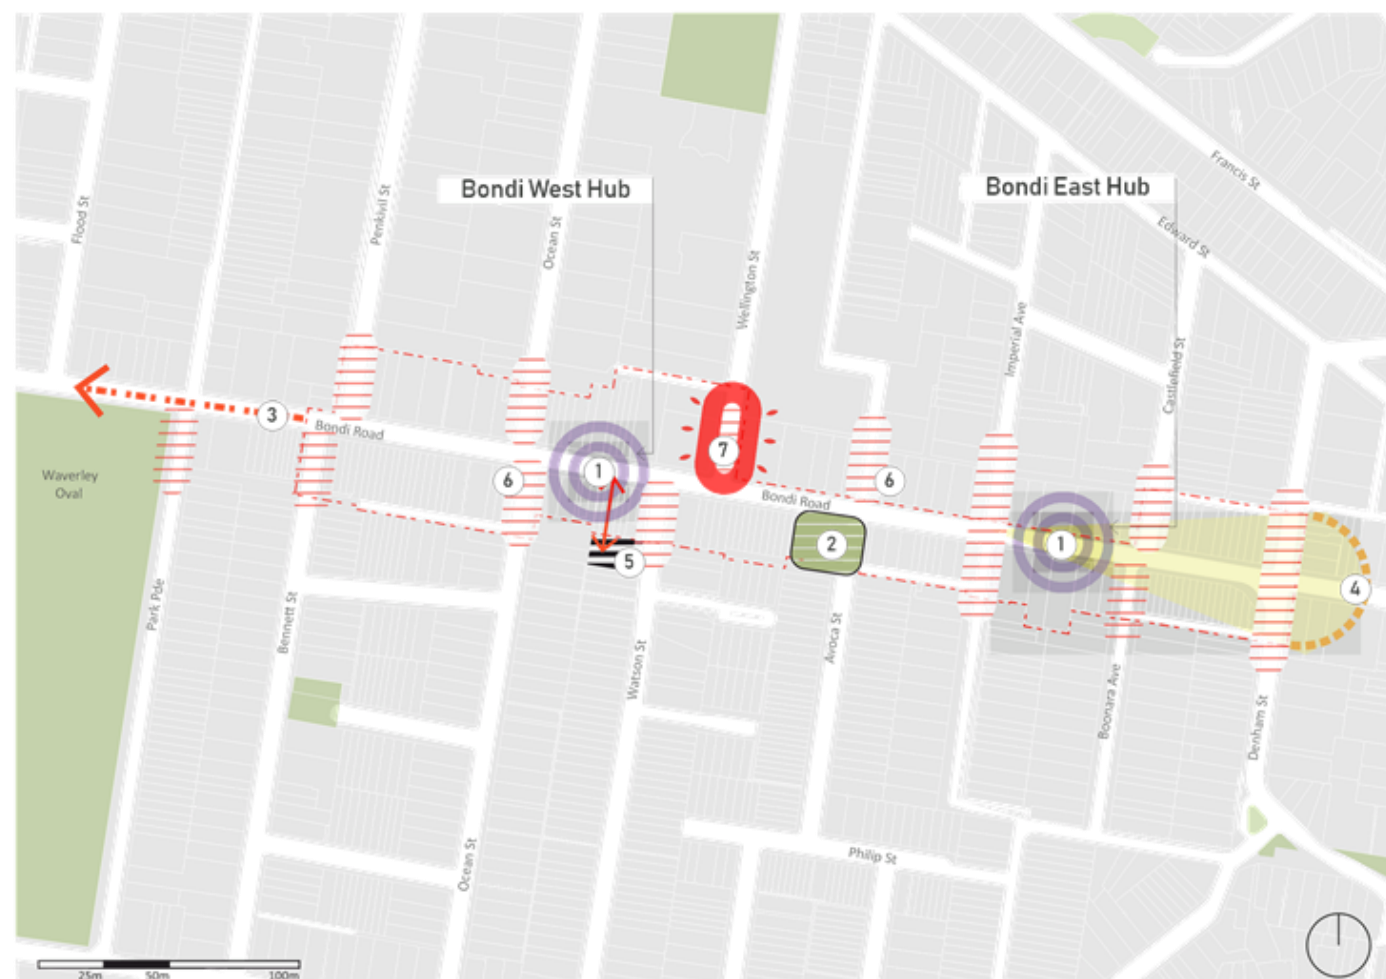 Bondi West Hub
Bondi East Hub
Francis St
Edward St
Flood St
Penkivil St
Ocean St
Wellington St
Imperial Ave
Castlefield St
3
Bondi Road
1
7
6
6
Bondi Road
Waverley
Oval
2
1
5
4
Park Pde
Bennett St
Watson St
Avoca St
Boonara Ave
Denham St
Ocean St
Philip St
25m
50m
100m